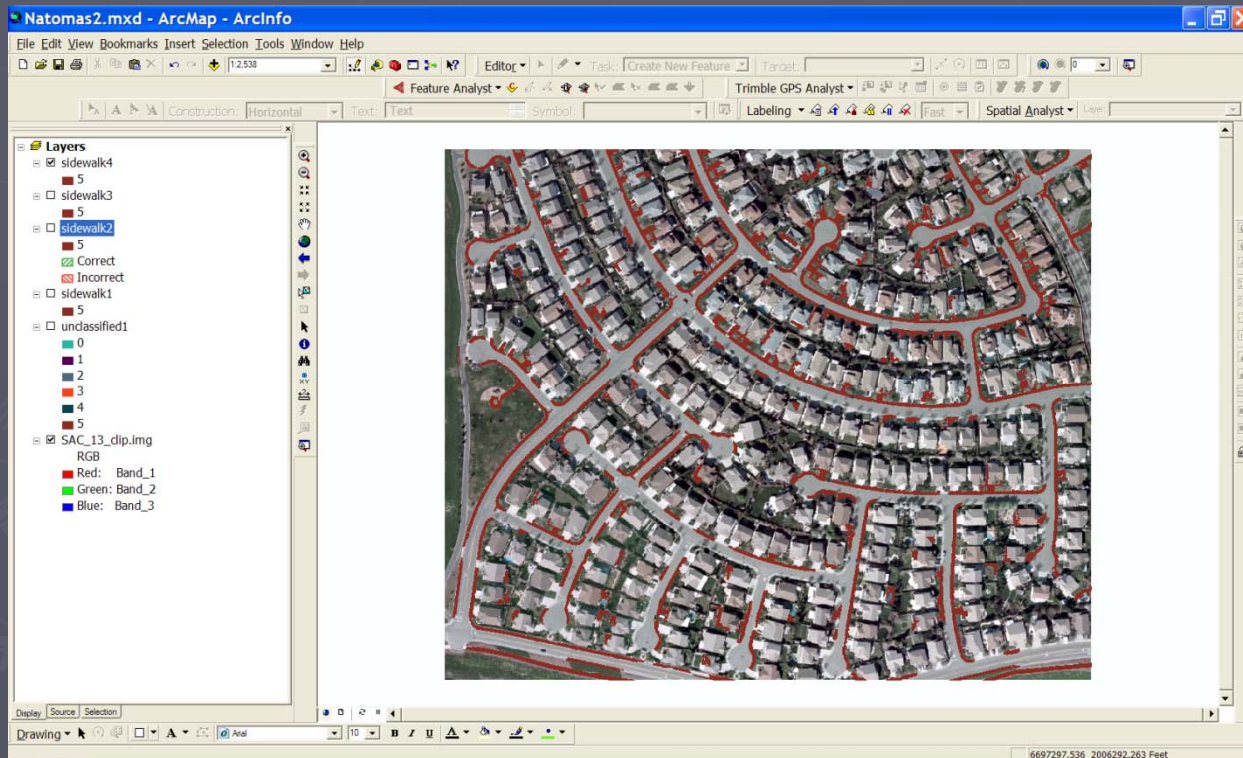 Natomas2.mxd - ArcMap - ArcInfo
File Edit View Bookmarks Insert Selection Tools Window Help
1:2,538 Editor Task: Create New Feature Target: 0
Feature Analyst Trimble GPS Analyst
Construction: Horizontal Text: Text Symbol: Labeling Fast Spatial Analyst Layer:
Layers
sidewalk4
5
sidewalk3
5
sidewalk2
5
Correct
Incorrect
sidewalk1
5
unclassified1
0
1
2
3
4
5
SAC_13_clip.img
RGB
Red: Band_1
Green: Band_2
Blue: Band_3
Display Source Selection
Drawing A Arial 10 B I U A
6697297.536 2006292.263 Feet